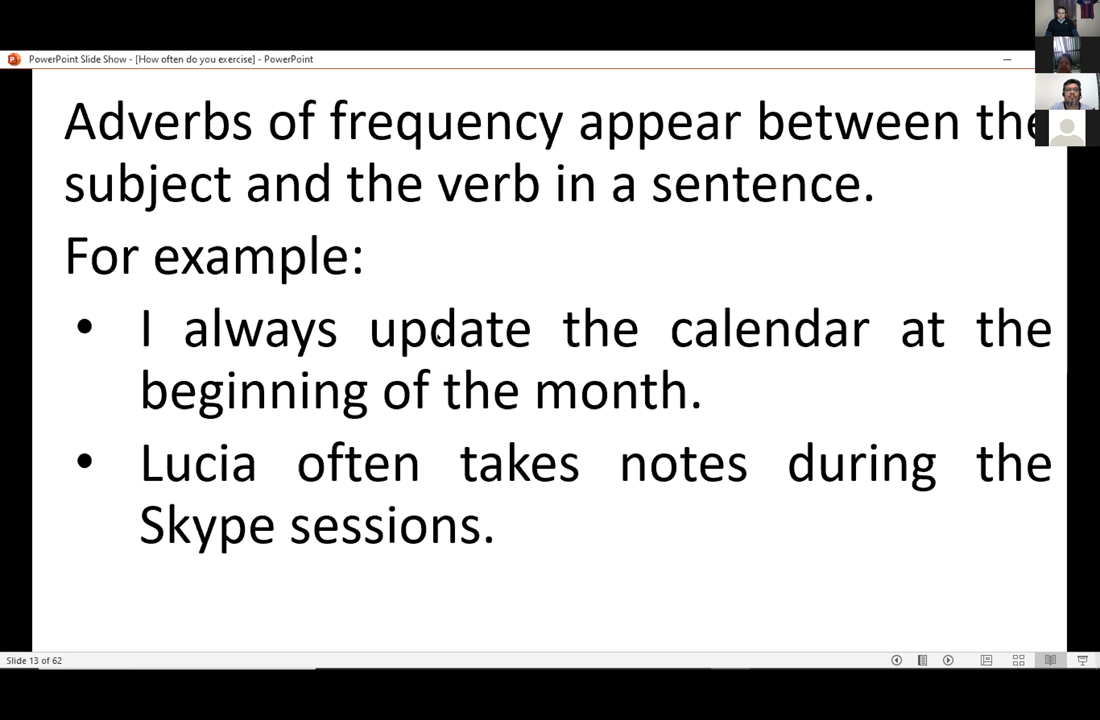 PowerPoint Slide Show - [How often do you exercise] - PowerPoint
Adverbs of frequency appear between the
subject and the verb in a sentence.
For example:
• I always update the calendar at the
beginning of the month.
• Lucia often takes notes during the
Skype sessions.
Slide 13 of 62